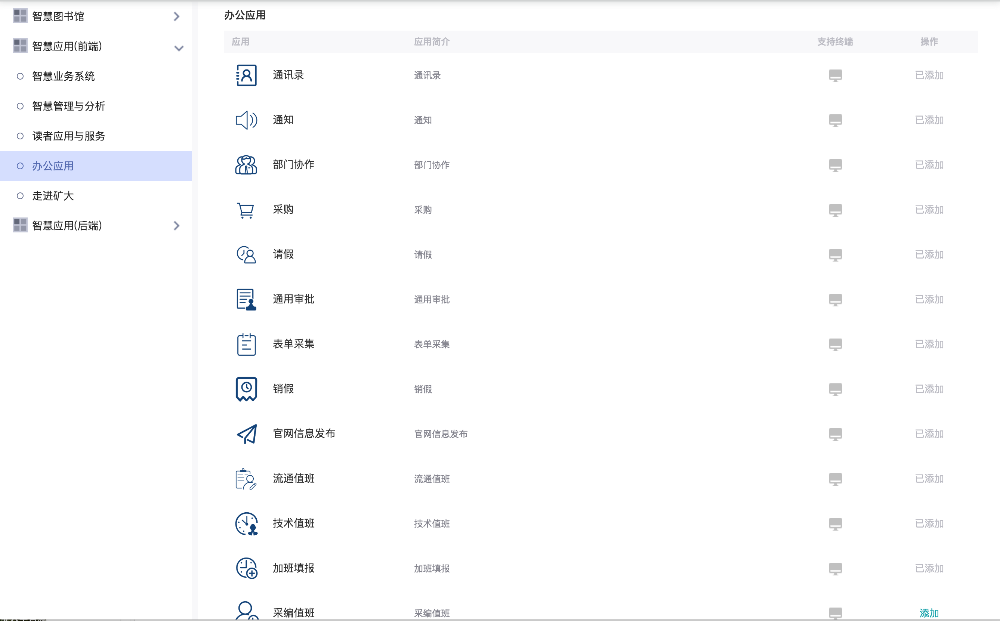 智慧图书馆
智慧应用(前端)
智慧业务系统
智慧管理与分析
读者应用与服务
办公应用
走进矿大
智慧应用(后端)
办公应用
应用 应用简介 支持终端 操作
通讯录 通讯录 已添加
通知 通知 已添加
部门协作 部门协作 已添加
采购 采购 已添加
请假 请假 已添加
通用审批 通用审批 已添加
表单采集 表单采集 已添加
销假 销假 已添加
官网信息发布 官网信息发布 已添加
流通值班 流通值班 已添加
技术值班 技术值班 已添加
加班填报 加班填报 已添加
采编值班 采编值班 添加